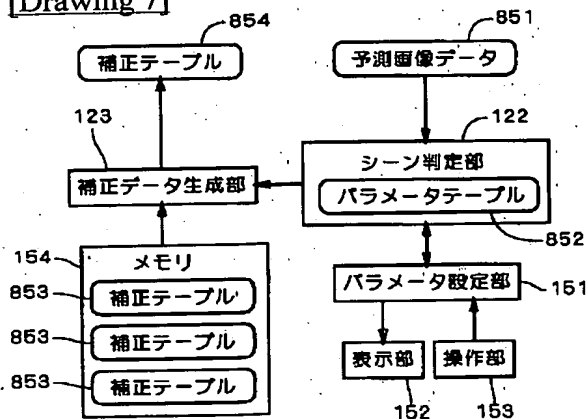 [Drawing 7]
854
851
補正テーブル
予測画像データ
123
122
シーン判定部
補正データ生成部
パラメータテーブル
852
154
メモリ
853
補正テーブル
パラメータ設定部
151
853
補正テーブル
853
補正テーブル
表示部
操作部
152
153